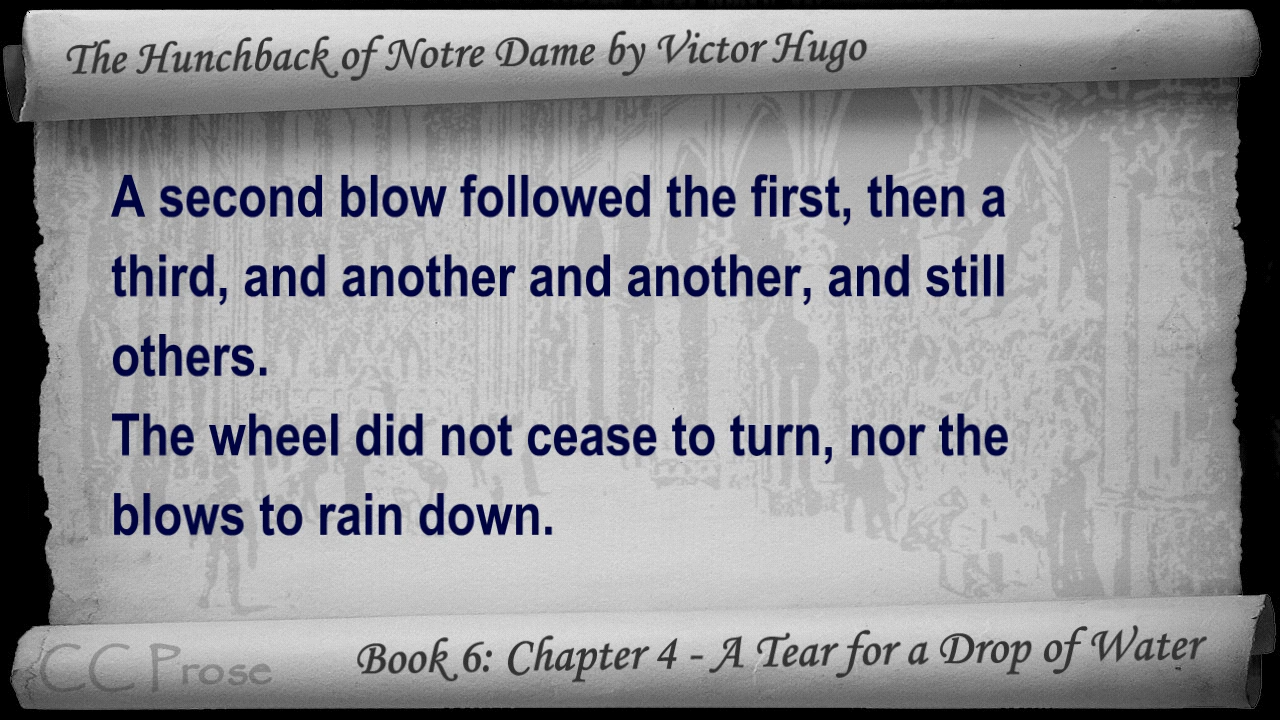 The Hunchback of Notre Dame by Victor Hugo
A second blow followed the first, then a
third, and another and another, and still
others.
The wheel did not cease to turn, nor the
blows to rain down.
CC Prose
Book 6: Chapter 4 - A Tear for a Drop of Water